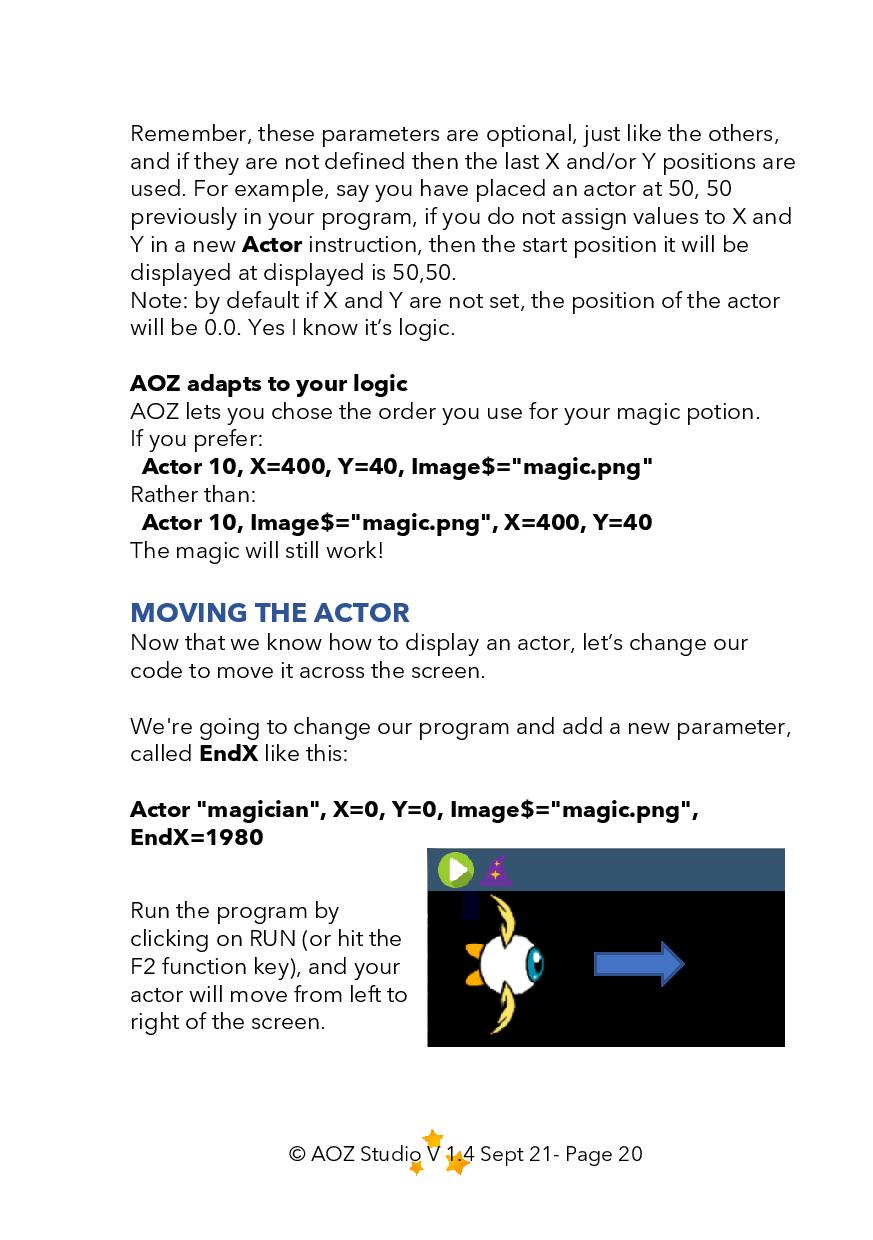 Remember, these parameters are optional, just like the others,
and if they are not defined then the last X and/or Y positions are
used. For example, say you have placed an actor at 50, 50
previously in your program, if you do not assign values to X and
Y in a new Actor instruction, then the start position it will be
displayed at displayed is 50,50.
Note: by default if X and Y are not set, the position of the actor
will be 0.0. Yes I know it’s logic.
AOZ adapts to your logic
AOZ lets you chose the order you use for your magic potion.
If you prefer:
Actor 10, X=400, Y=40, Image$="magic.png"
Rather than:
Actor 10, Image$="magic.png", X=400, Y=40
The magic will still work!
MOVING THE ACTOR
Now that we know how to display an actor, let’s change our
code to move it across the screen.
We're going to change our program and add a new parameter,
called EndX like this:
Actor "magician", X=0, Y=0, Image$="magic.png",
EndX=1980
Run the program by
clicking on RUN (or hit the
F2 function key), and your
actor will move from left to
right of the screen.
© AOZ Studio V 1.4 Sept 21- Page 20